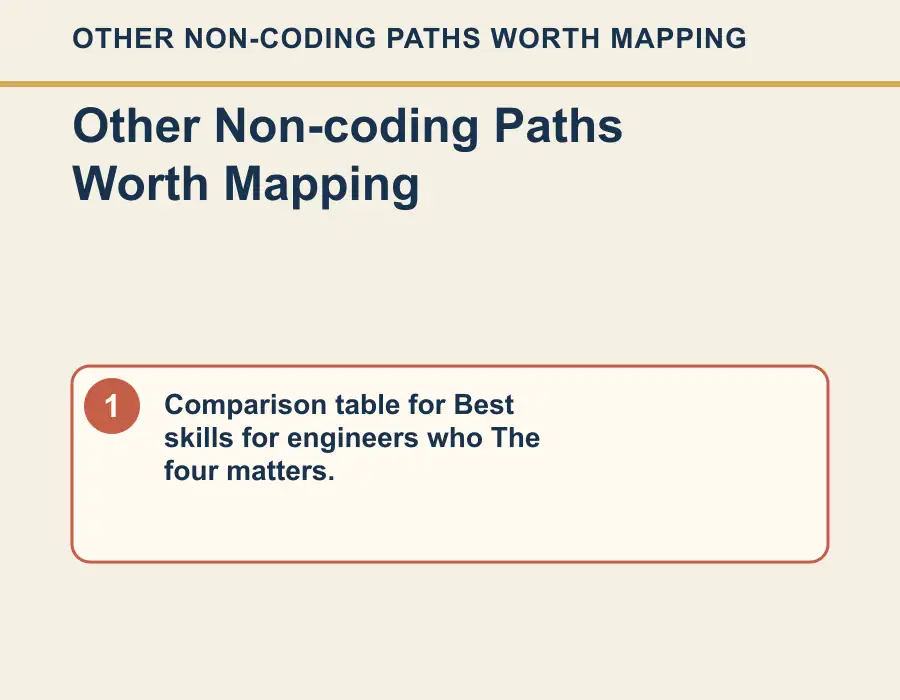 OTHER NON-CODING PATHS WORTH MAPPING
Other Non-coding Paths
Worth Mapping
1
Comparison table for Best
skills for engineers who The
four matters.